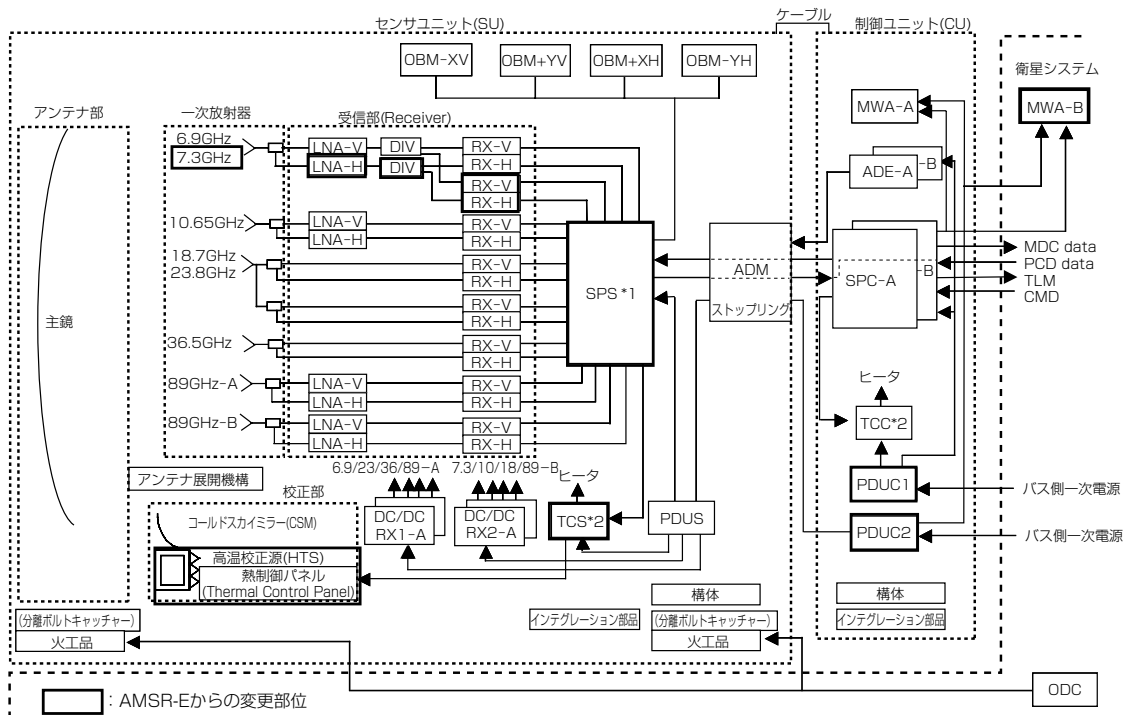 センサユニット(SU)
ケーブル
制御ユニット(CU)
衛星システム
OBM-XV
OBM+YV
OBM+XH
OBM-YH
MWA-A
MWA-B
アンテナ部
一次放射器
受信部(Receiver)
6.9GHz
7.3GHz
LNA-V
DIV
RX-V
LNA-H
DIV
RX-H
RX-V
RX-H
ADE-A
-B
10.65GHz
LNA-V
RX-V
LNA-H
RX-H
18.7GHz
23.8GHz
RX-V
RX-H
RX-V
RX-H
SPS *1
ADM
ストップリング
SPC-A
-B
MDC data
PCD data
TLM
CMD
主鏡
36.5GHz
RX-V
RX-H
89GHz-A
LNA-V
RX-V
LNA-H
RX-H
89GHz-B
LNA-V
RX-V
LNA-H
RX-H
ヒータ
TCC*2
アンテナ展開機構
6.9/23/36/89-A
7.3/10/18/89-B
ヒータ
校正部
コールドスカイミラー(CSM)
DC/DC
RX1-A
DC/DC
RX2-A
TCS*2
PDUS
PDUC1
バス側一次電源
PDUC2
バス側一次電源
高温校正源(HTS)
熱制御パネル
(Thermal Control Panel)
(分離ボルトキャッチャー)
火工品
インテグレーション部品
構体
(分離ボルトキャッチャー)
火工品
構体
インテグレーション部品
ODC
: AMSR-Eからの変更部位